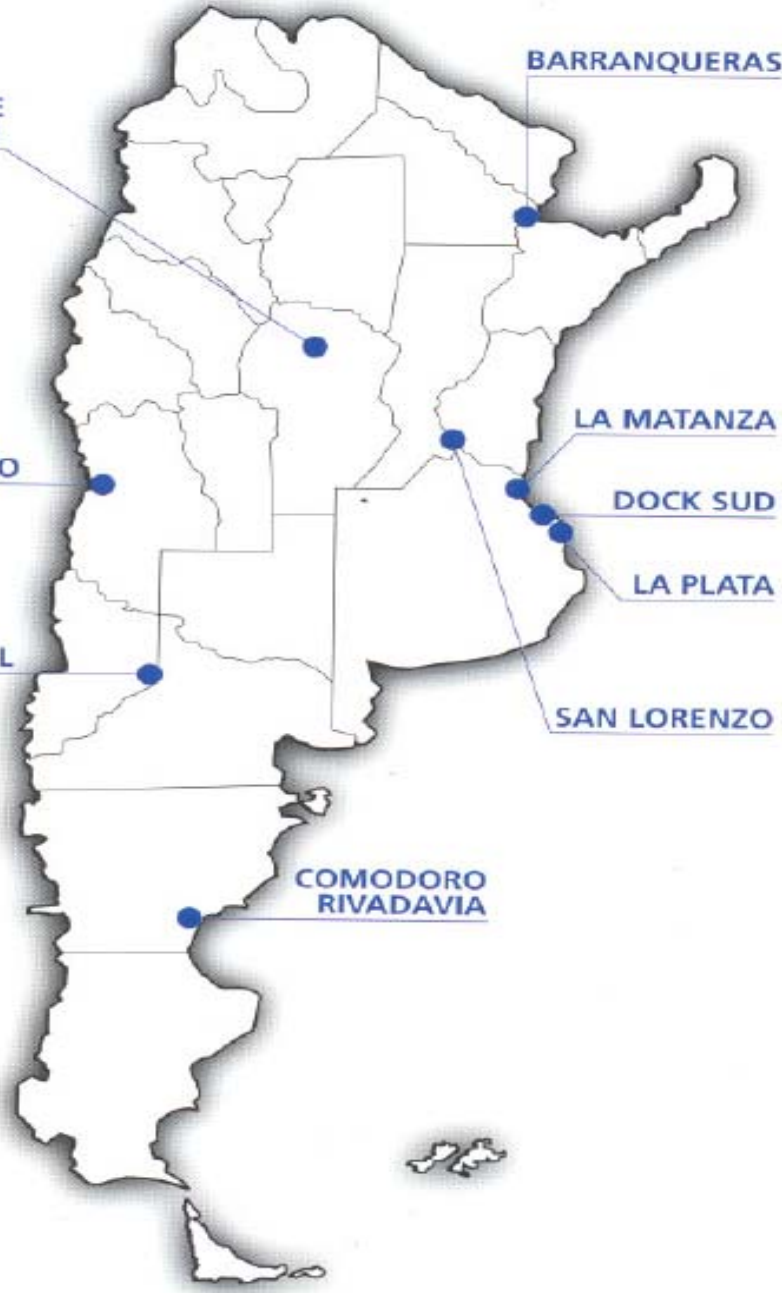 BARRANQUERAS
E
LA MATANZA
O
DOCK SUD
LA PLATA
L
SAN LORENZO
COMODORO
RIVADAVIA